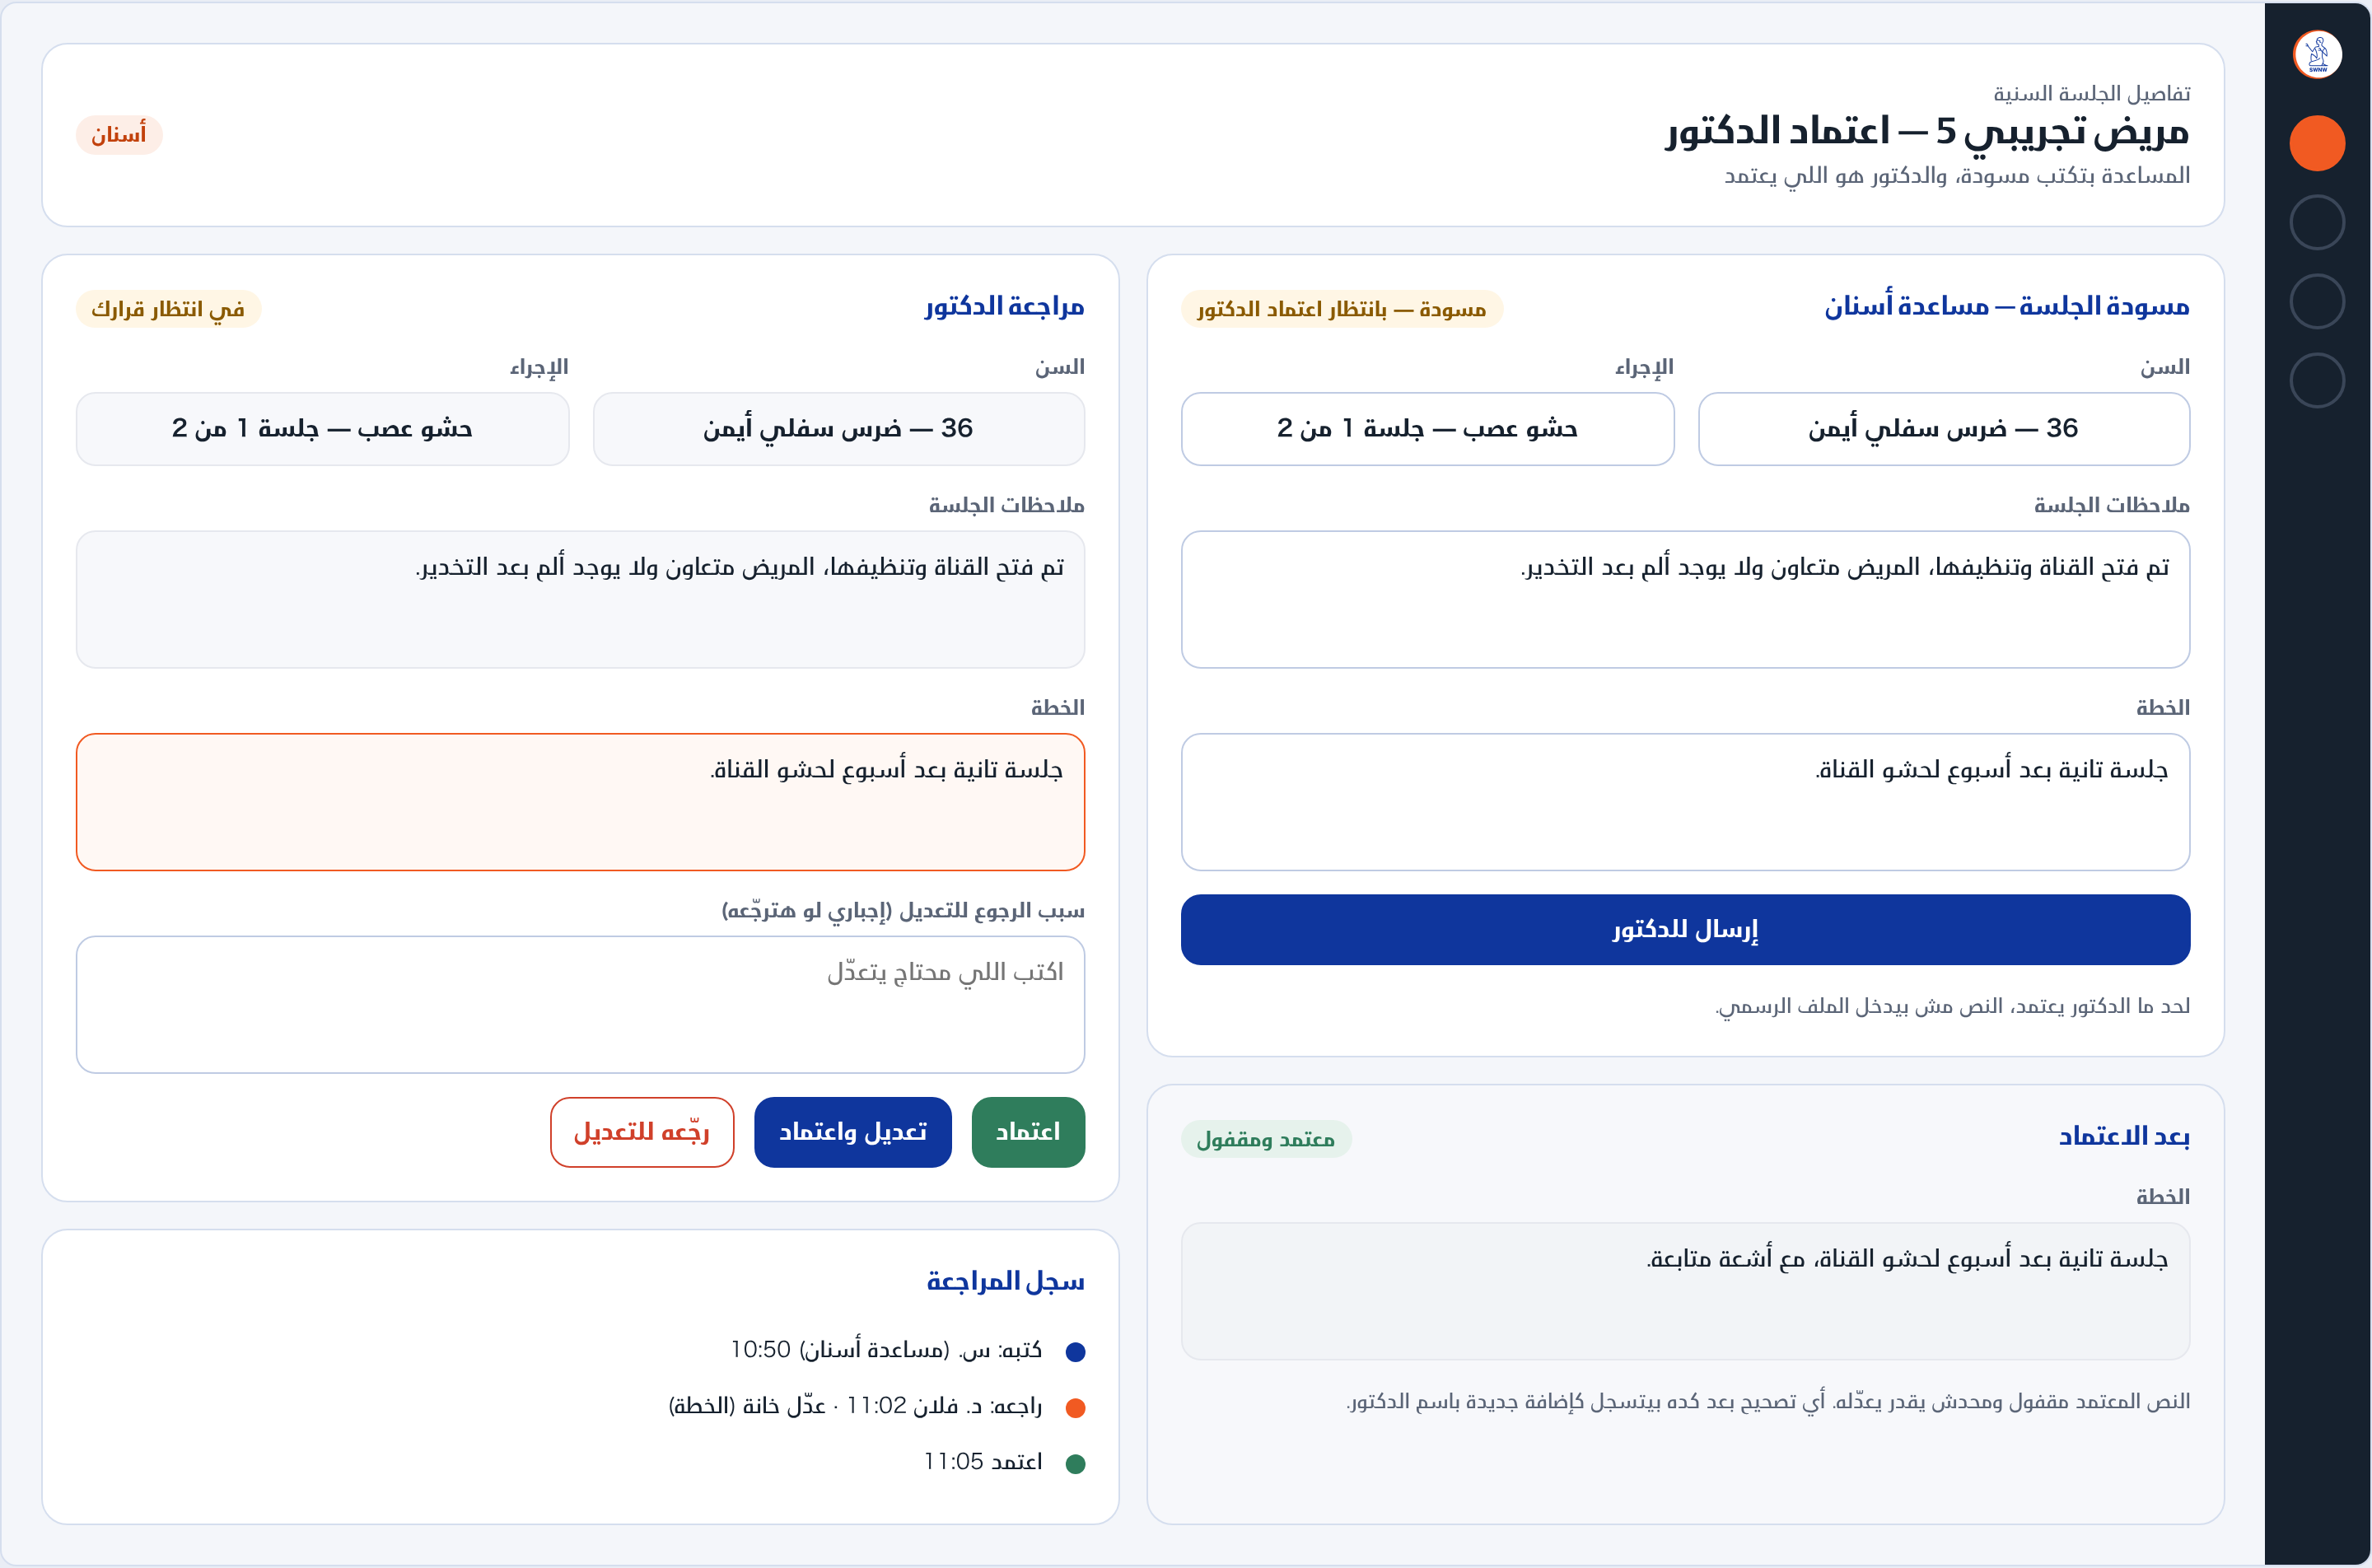 SWNW
تفاصيل الجلسة السنية
مريض تجريبي 5 — اعتماد الدكتور
المساعدة بتكتب مسودة، والدكتور هو اللي يعتمد
أسنان
مسودة الجلسة — مساعدة أسنان
مسودة — بانتظار اعتماد الدكتور
السن
الإجراء
36 — ضرس سفلي أيمن
حشو عصب — جلسة 1 من 2
ملاحظات الجلسة
تم فتح القناة وتنظيفها، المريض متعاون ولا يوجد ألم بعد التخدير.
الخطة
جلسة تانية بعد أسبوع لحشو القناة.
إرسال للدكتور
لحد ما الدكتور يعتمد، النص مش بيدخل الملف الرسمي.
مراجعة الدكتور
في انتظار قرارك
السن
الإجراء
36 — ضرس سفلي أيمن
حشو عصب — جلسة 1 من 2
ملاحظات الجلسة
تم فتح القناة وتنظيفها، المريض متعاون ولا يوجد ألم بعد التخدير.
الخطة
جلسة تانية بعد أسبوع لحشو القناة.
سبب الرجوع للتعديل (إجباري لو هترجّعه)
اكتب اللي محتاج يتعدّل
اعتماد
تعديل واعتماد
رجّعه للتعديل
بعد الاعتماد
معتمد ومقفول
الخطة
جلسة تانية بعد أسبوع لحشو القناة، مع أشعة متابعة.
النص المعتمد مقفول ومحدش يقدر يعدّله. أي تصحيح بعد كده بيتسجل كإضافة جديدة باسم الدكتور.
سجل المراجعة
كتبه: س. (مساعدة أسنان) 10:50
راجعه: د. فلان 11:02 · عدّل خانة (الخطة)
اعتمد 11:05